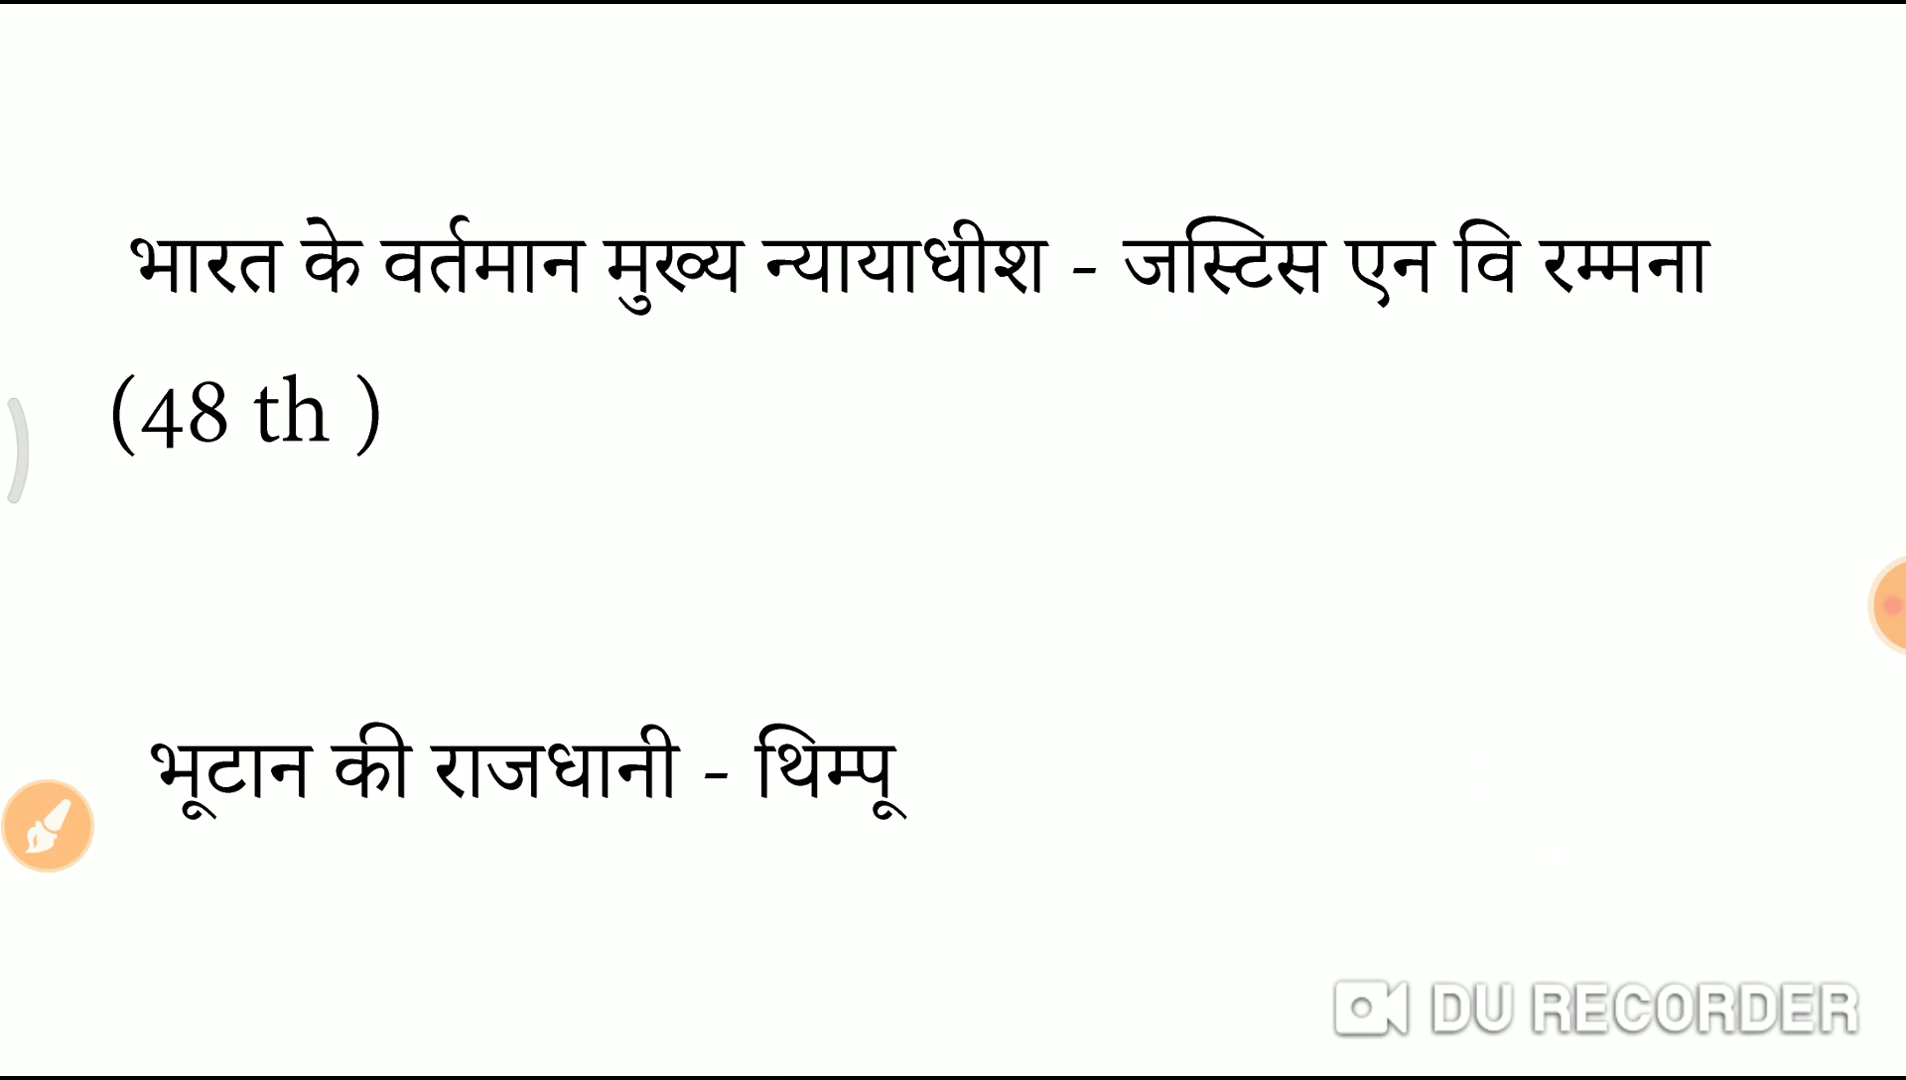 भारत के वर्तमान मुख्य न्यायाधीश - जस्टिस एन वि रम्मना
(48 th )
भूटान की राजधानी - थिम्पू
DU RECORDER